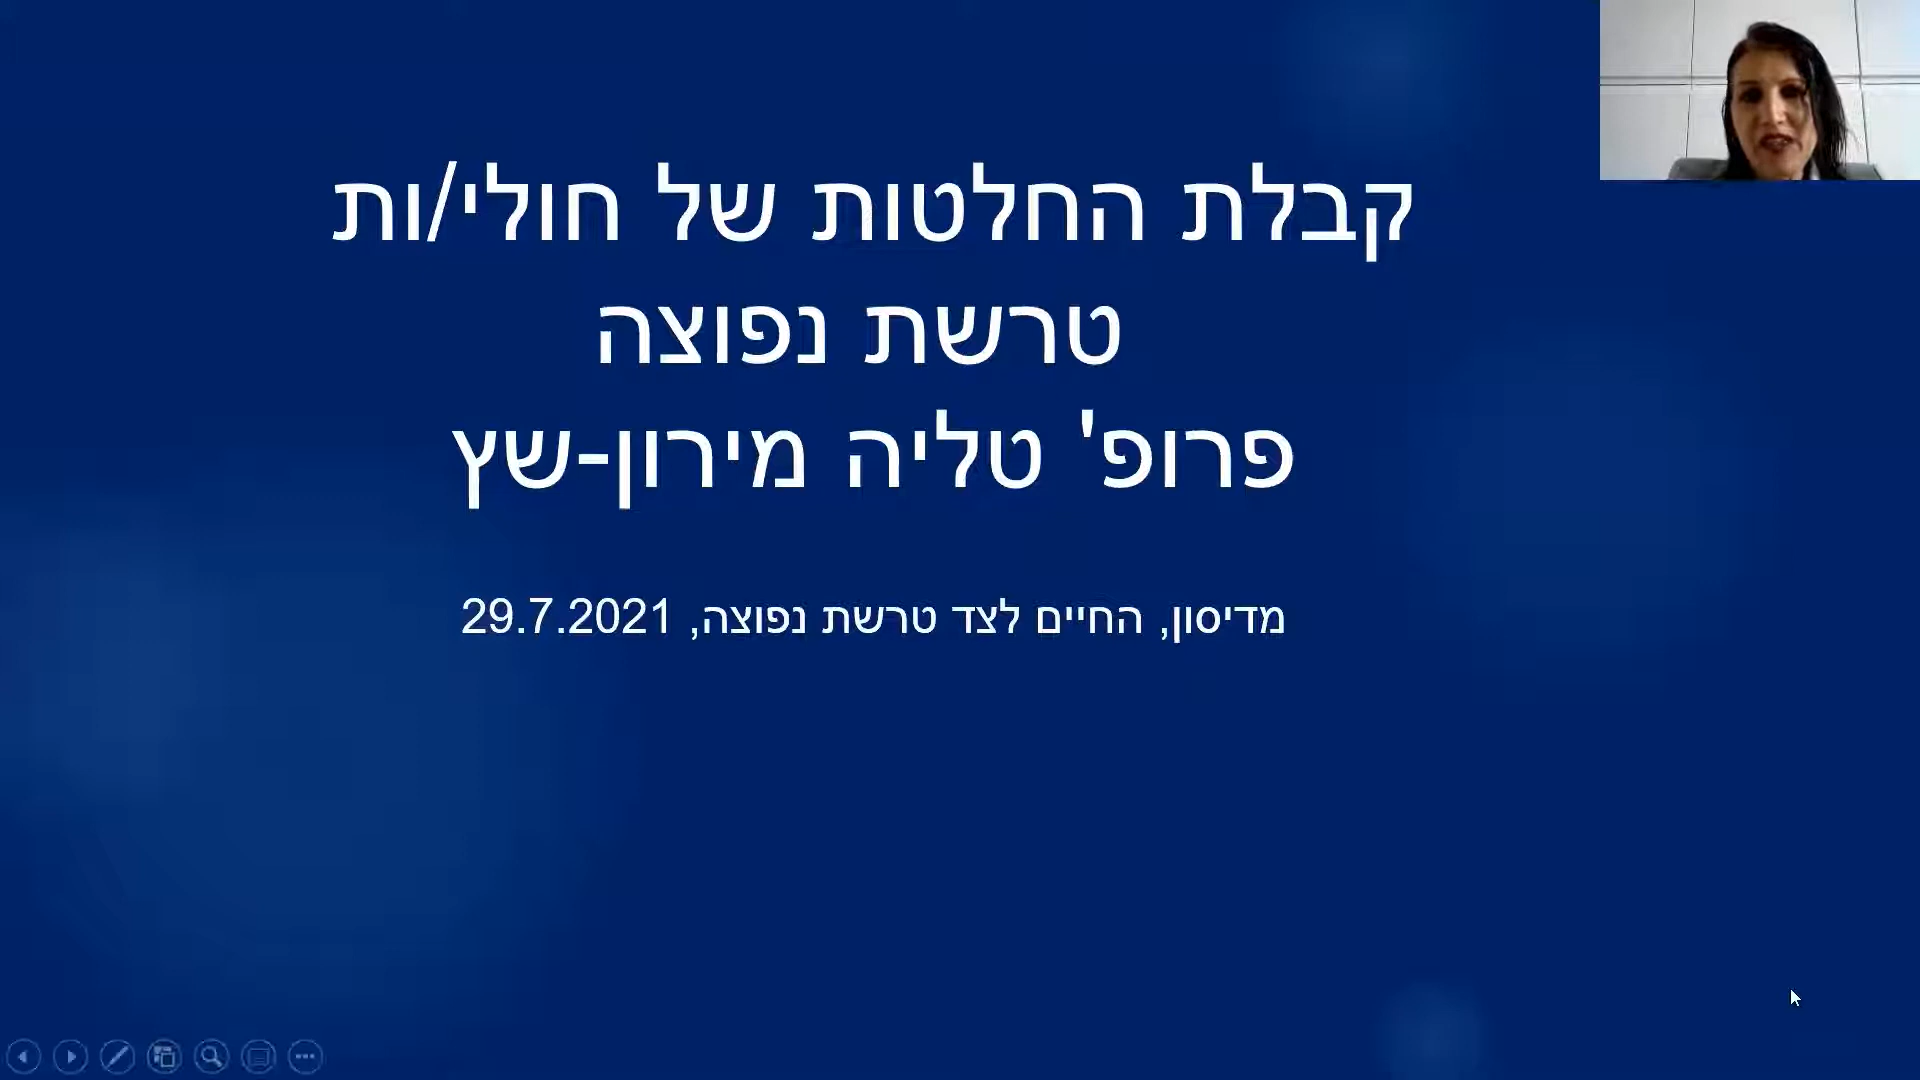 קבלת החלטות של חולי/ות
טרשת נפוצה
פרופ' טליה מירון-שץ
מדיסון, החיים לצד טרשת נפוצה, 29.7.2021